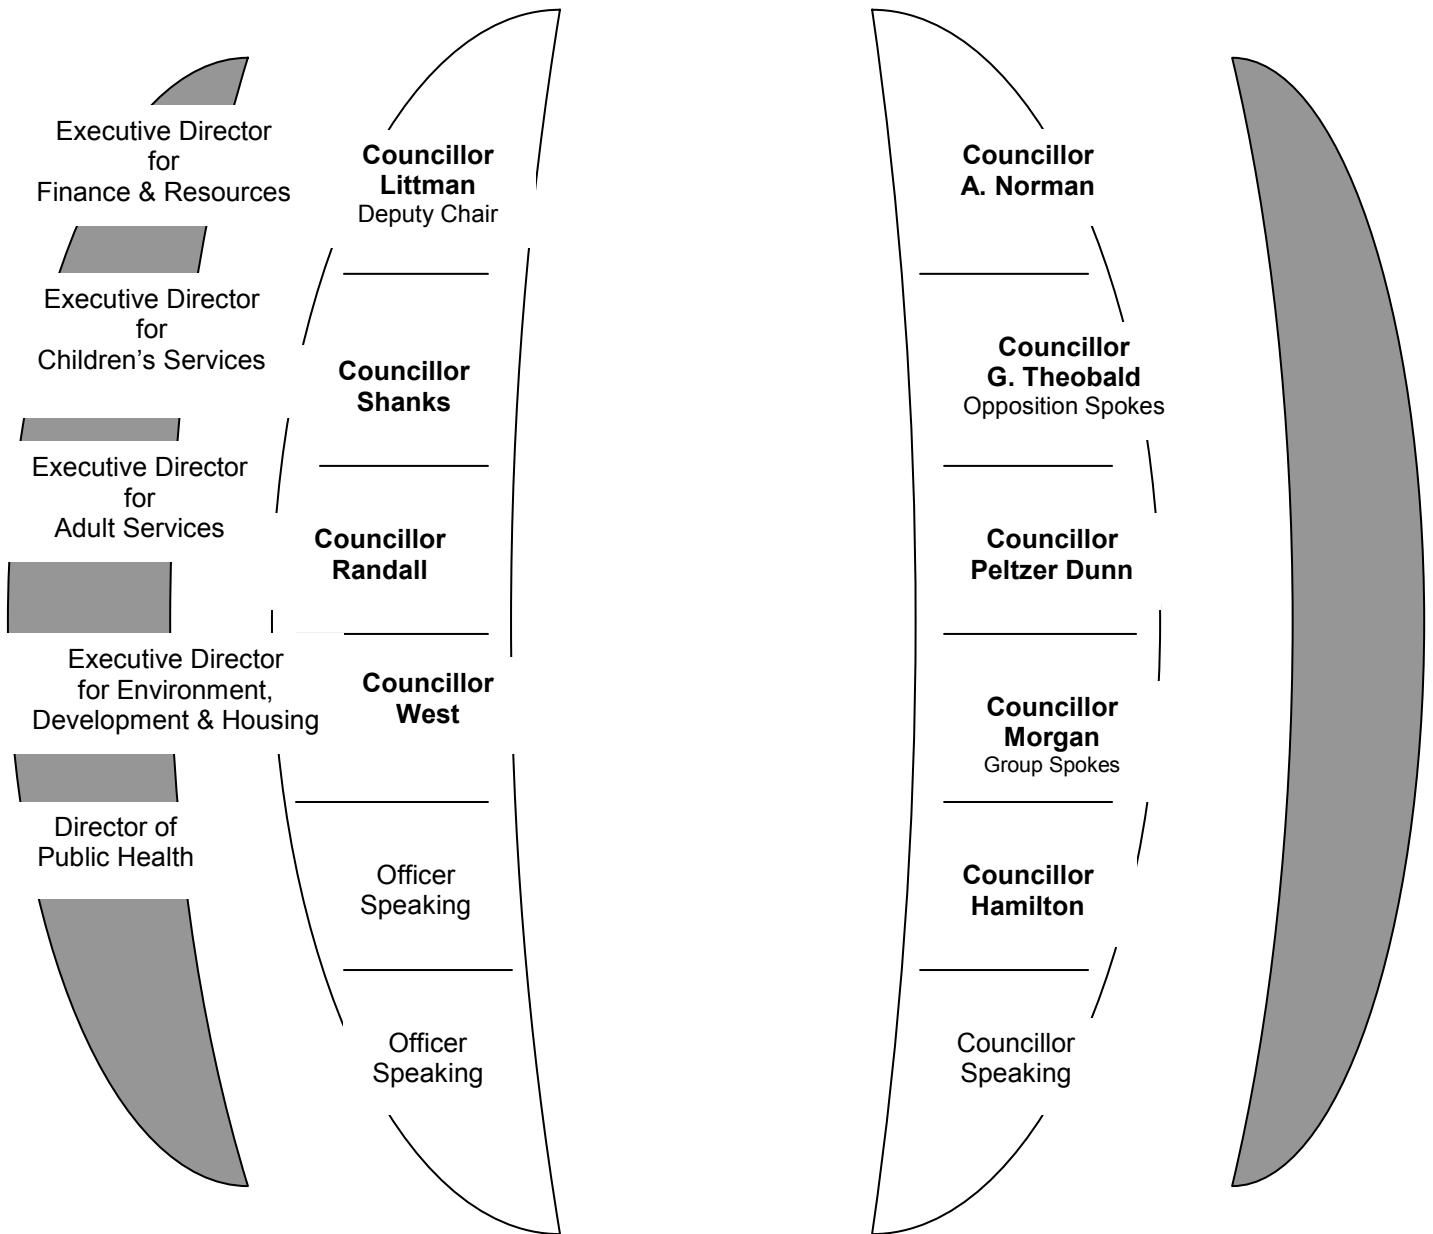 Executive Director
for
Finance & Resources
Executive Director
for
Children’s Services
Executive Director
for
Adult Services
Executive Director
for Environment,
Development & Housing
Director of
Public Health
Councillor
Littman
Deputy Chair
Councillor
Shanks
Councillor
Randall
Councillor
West
Officer
Speaking
Officer
Speaking
Councillor
A. Norman
Councillor
G. Theobald
Opposition Spokes
Councillor
Peltzer Dunn
Councillor
Morgan
Group Spokes
Councillor
Hamilton
Councillor
Speaking